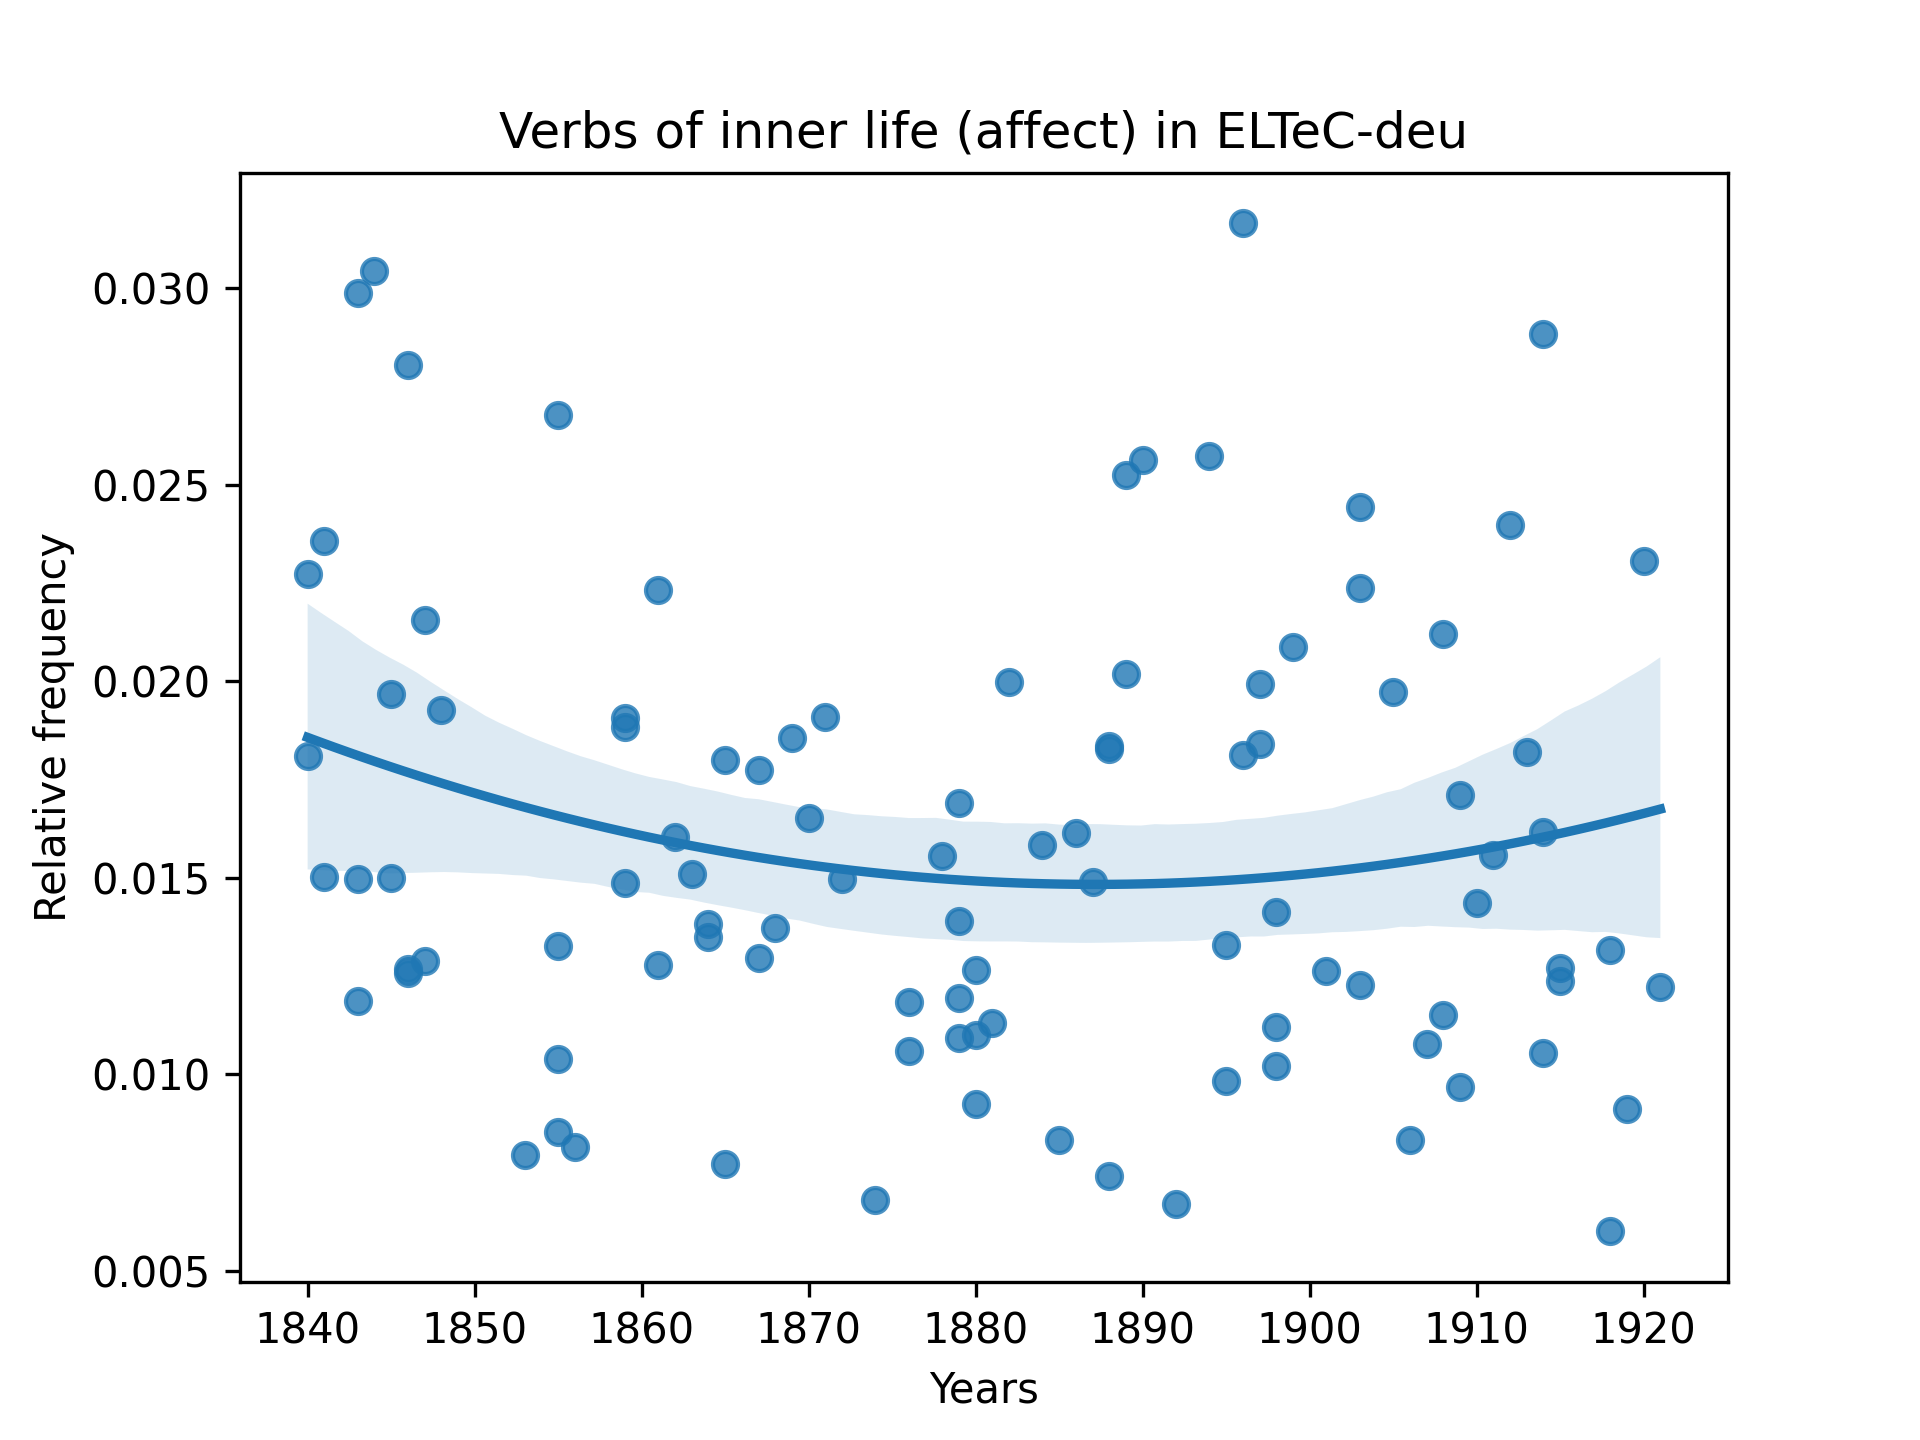 Verbs of inner life (affect) in ELTeC-deu
Relative frequency
0.030
0.025
0.020
0.015
0.010
0.005
1840 1850 1860 1870 1880 1890 1900 1910 1920
Years